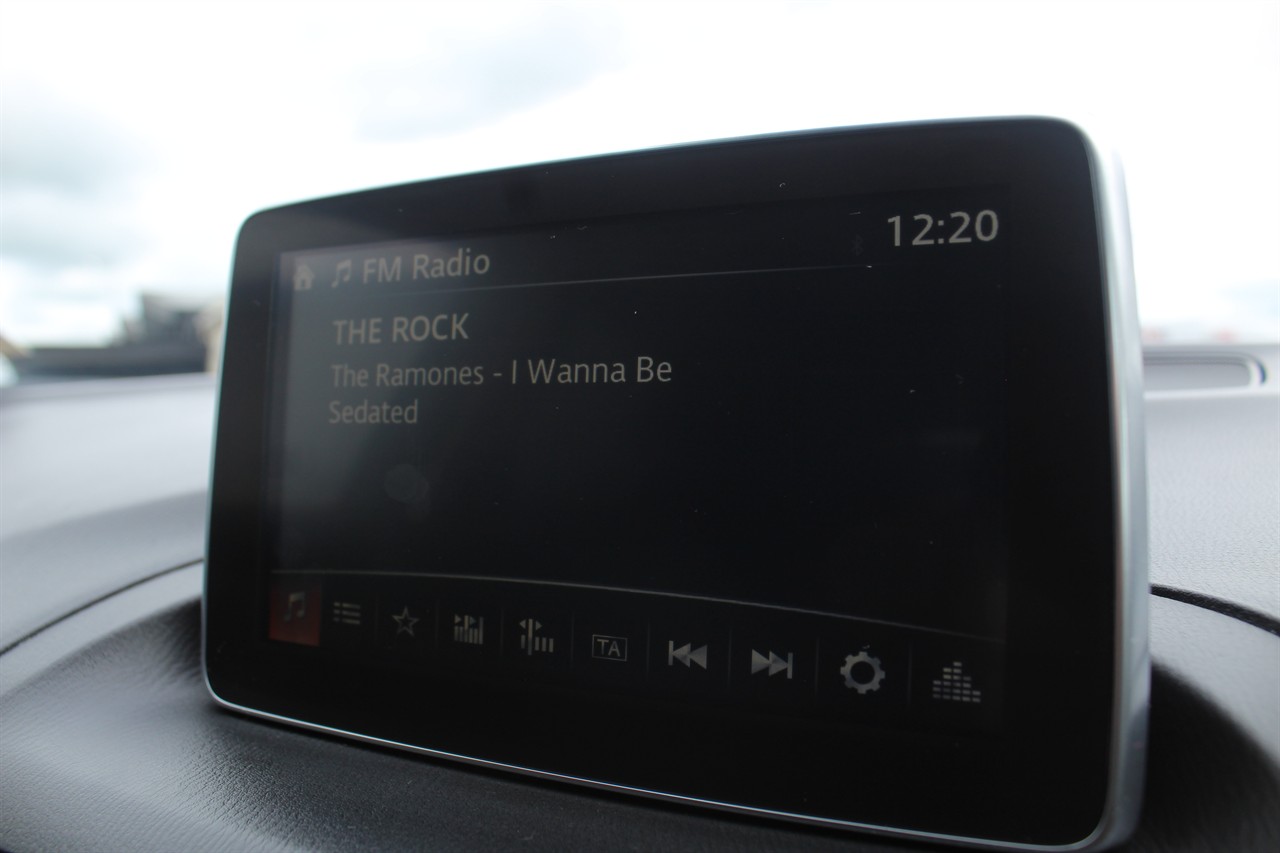 12:20
FM Radio
THE ROCK
The Ramones - I Wanna Be
Sedated
TA